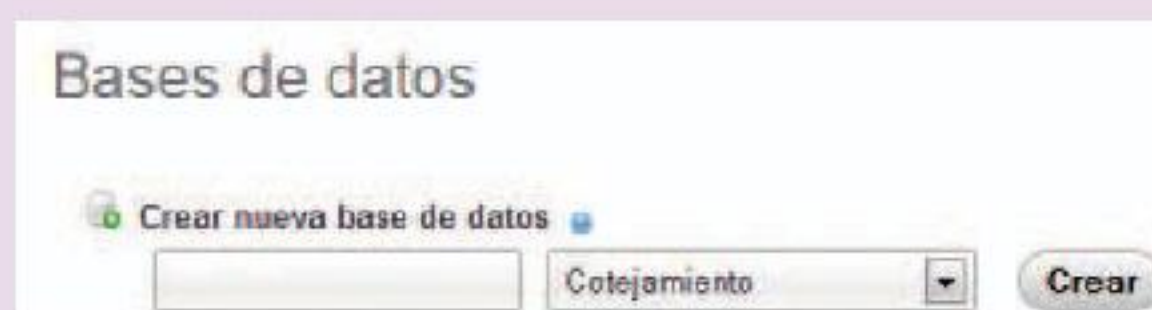 Bases de datos
Crear nueva base de datos
Cotejamiento Crear